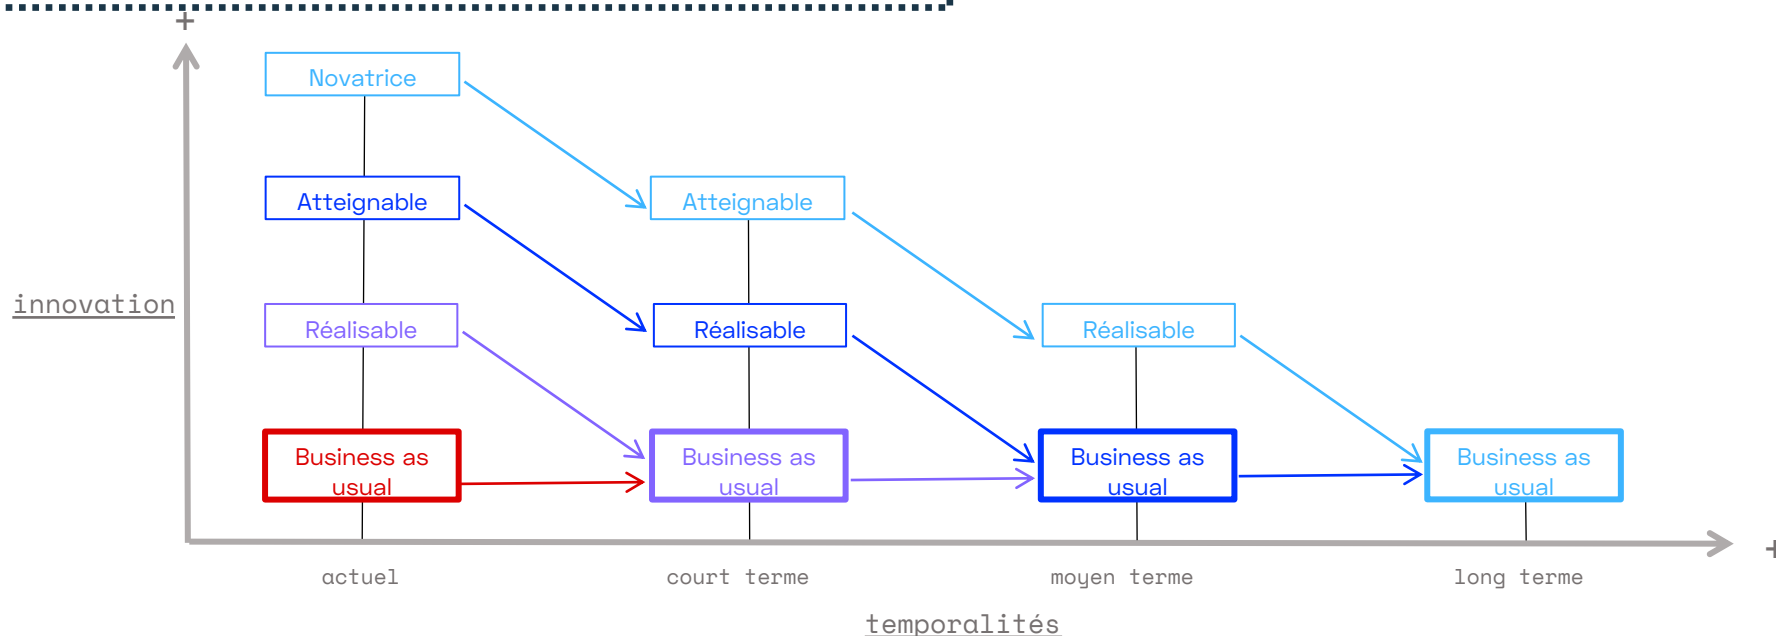 +
Novatrice
Atteignable
Atteignable
innovation
Réalisable
Réalisable
Réalisable
Business as
usual
Business as
usual
Business as
usual
Business as
usual
+
actuel
court terme
moyen terme
long terme
temporalités